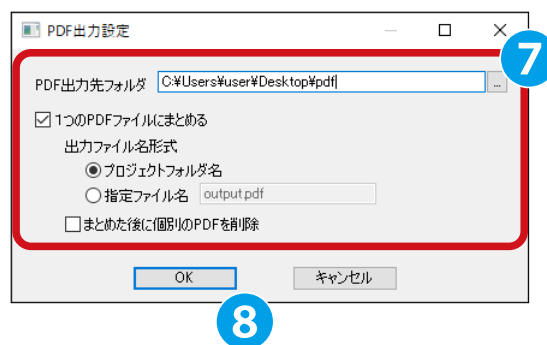 PDF出力設定
7
PDF出力先フォルダ C:¥Users¥user¥Desktop¥pdf ...
1つのPDFファイルにまとめる
出力ファイル名形式
プロジェクトフォルダ名
指定ファイル名 output.pdf
まとめた後に個別のPDFを削除
OK キャンセル
8